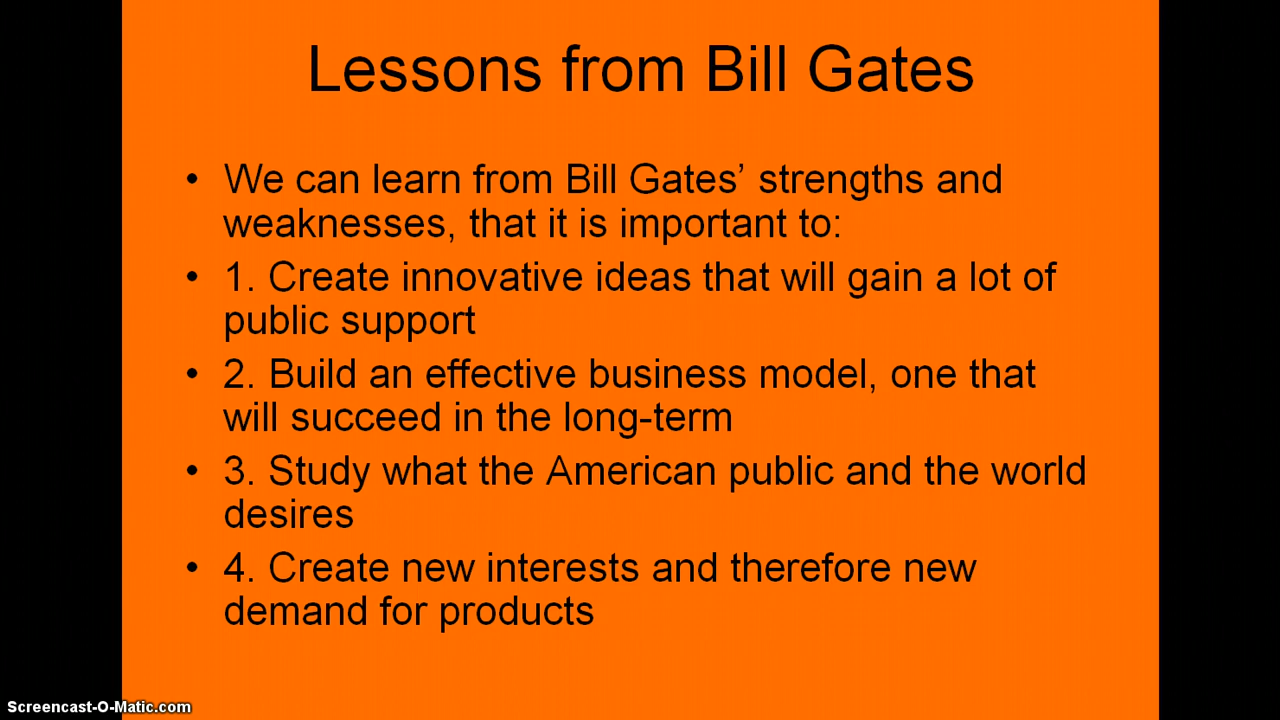 Lessons from Bill Gates
• We can learn from Bill Gates’ strengths and
weaknesses, that it is important to:
• 1. Create innovative ideas that will gain a lot of
public support
• 2. Build an effective business model, one that
will succeed in the long-term
• 3. Study what the American public and the world
desires
• 4. Create new interests and therefore new
demand for products
Screencast-O-Matic.com